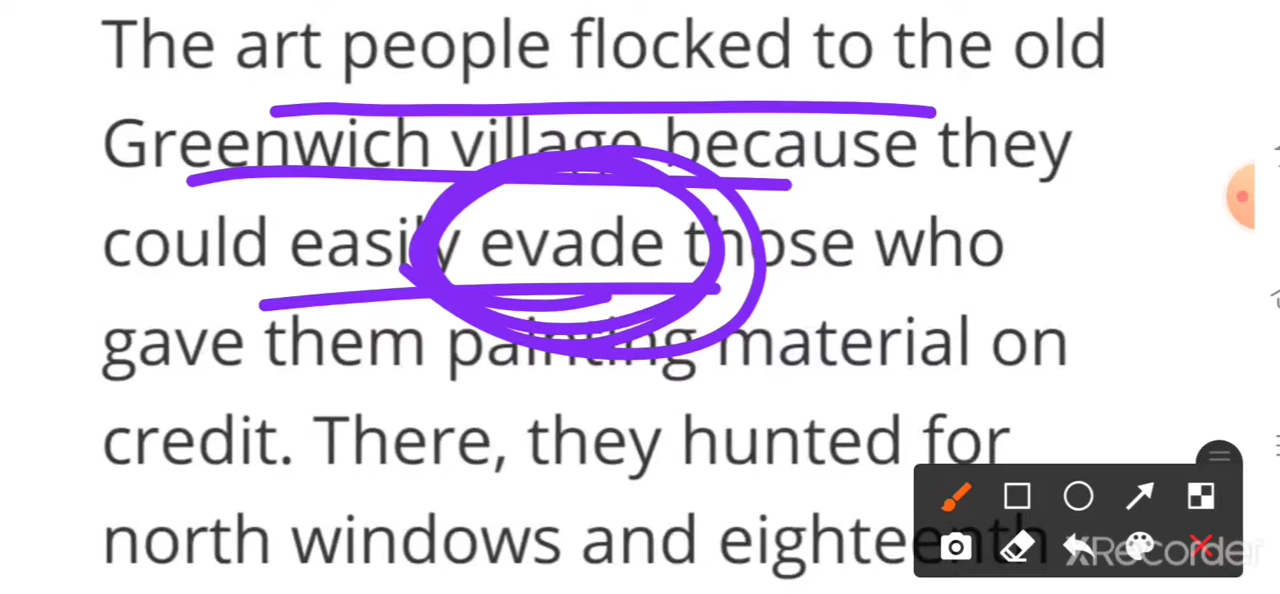 The art people flocked to the old
Greenwich village because they
could easily evade those who
gave them painting material on
credit. There, they hunted for
north windows and eighteenth
XRecorder